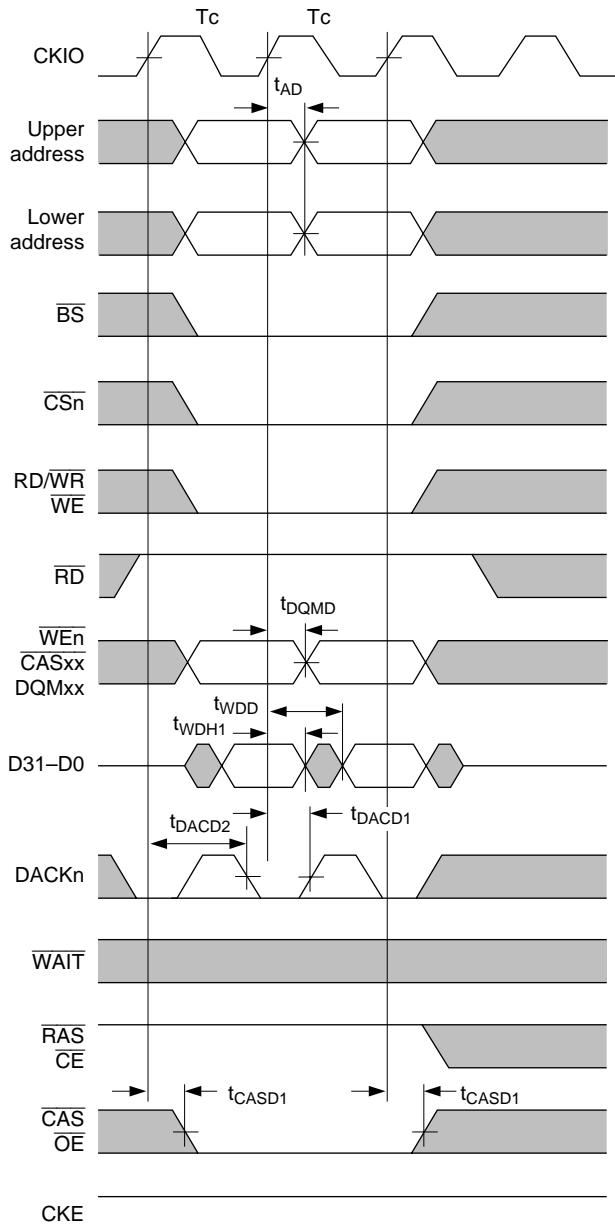 Tc Tc
CKIO
tAD
Upper
address
Lower
address
BS
CSn
RD/WR
WE
RD
tDQMD
WEn
CASxx
DQMxx
tWDD
tWDH1
D31–D0
tDACD2
tDACD1
DACKn
WAIT
RAS
CE
tCASD1 tCASD1
CAS
OE
CKE